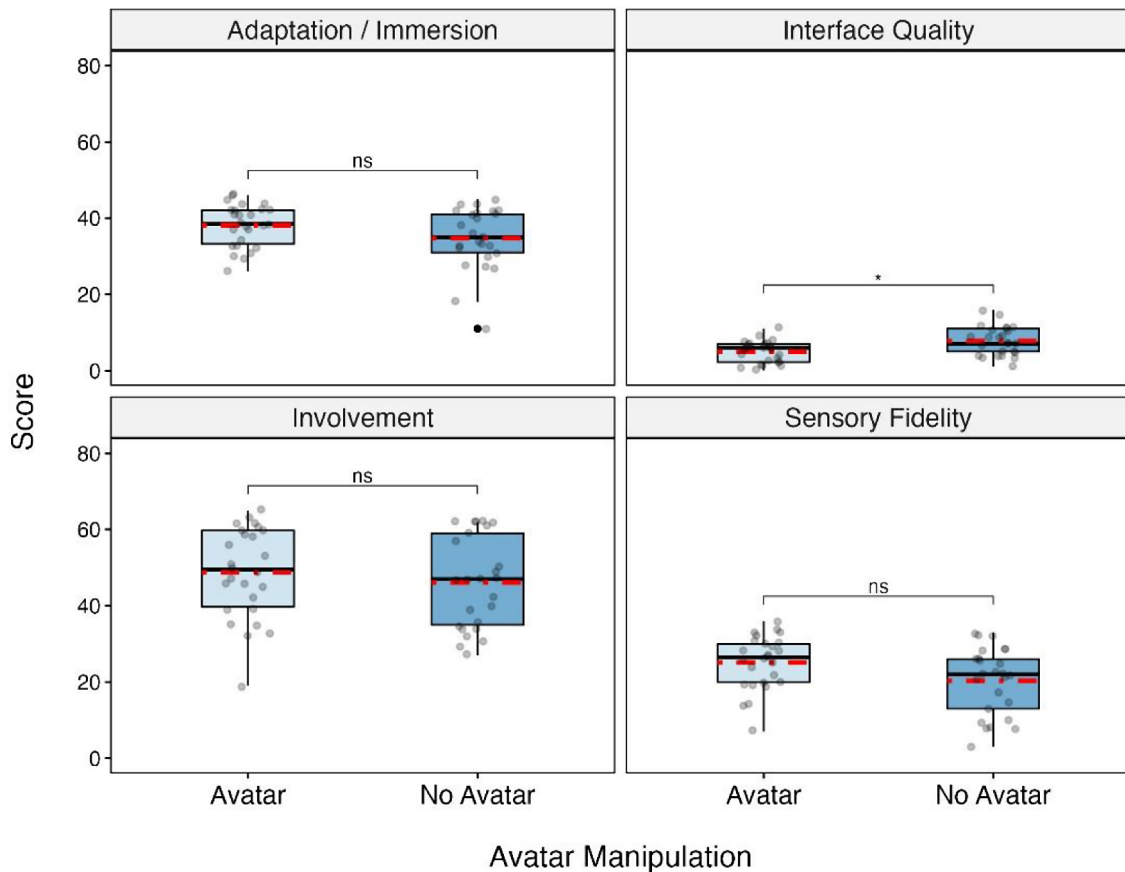 Adaptation / Immersion
Interface Quality
80
60
40
20
0
ns
*
Involvement
Sensory Fidelity
80
60
40
20
0
ns
ns
Avatar
No Avatar
Avatar
No Avatar
Score
Avatar Manipulation